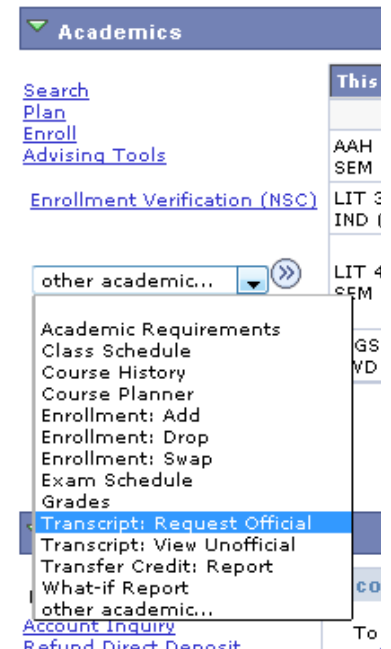 Academics
Search
Plan
Enroll
Advising Tools
Enrollment Verification (NSC)
This
AAH
SEM
LIT 3
IND (
LIT 4
SEM
other academic...
Academic Requirements
Class Schedule
Course History
Course Planner
Enrollment: Add
Enrollment: Drop
Enrollment: Swap
Exam Schedule
Grades
Transcript: Request Official
Transcript: View Unofficial
Transfer Credit: Report
What-if Report
other academic...
Account Inquiry
Refund Direct Deposit
To